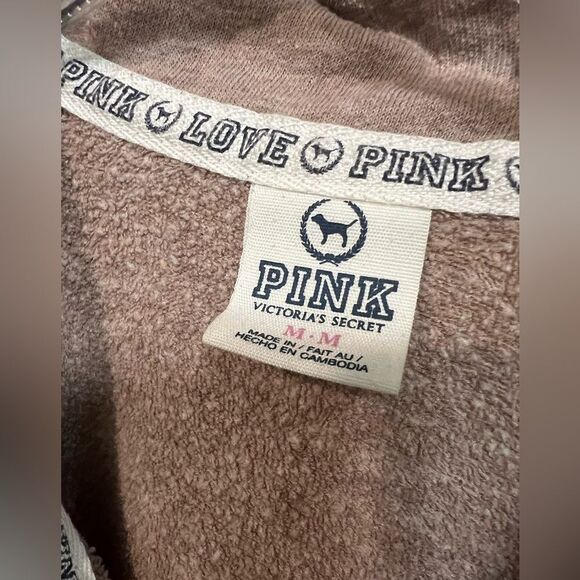 PINK LOVE PINK
PINK
VICTORIA'S SECRET
M·M
MADE IN / FAIT AU /
HECHO EN CAMBODIA